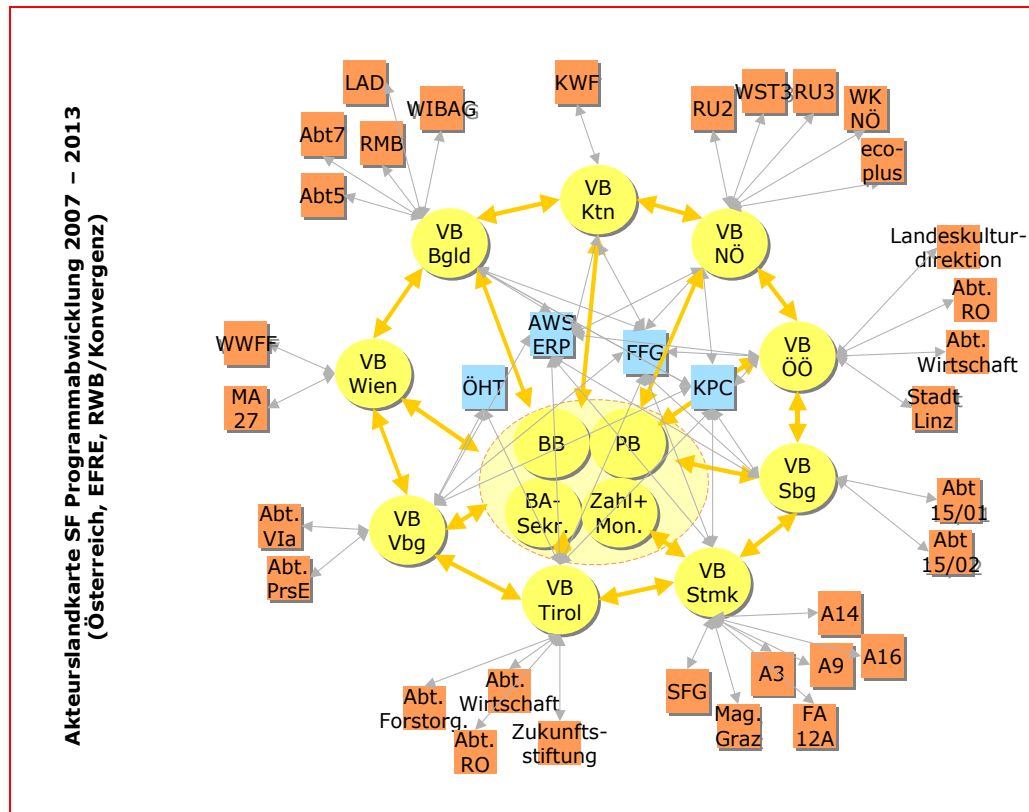 Akteurslandkarte SF Programmabwicklung 2007 – 2013
(Österreich, EFRE, RWB/Konvergenz)
LAD
WIBAG
Abt7
RMB
Abt5
KWF
RU2
WST3
RU3
WK
NÖ
eco-
plus
VB
Ktn
VB
Bgld
VB
NÖ
Landeskultur-
direktion
Abt.
RO
Abt.
Wirtschaft
Stadt
Linz
AWS
ERP
FFG
ÖHT
KPC
VB
ÖÖ
WWFF
MA
27
VB
Wien
BB
PB
BA-
Sekr.
Zahl+
Mon.
VB
Sbg
Abt
15/01
Abt
15/02
Abt.
VIa
Abt.
PrsE
VB
Vbg
VB
Tirol
VB
Stmk
A14
A16
A9
A3
SFG
Mag.
Graz
FA
12A
Abt.
Forstorg.
Abt.
Wirtschaft
Abt.
RO
Zukunfts-
stiftung